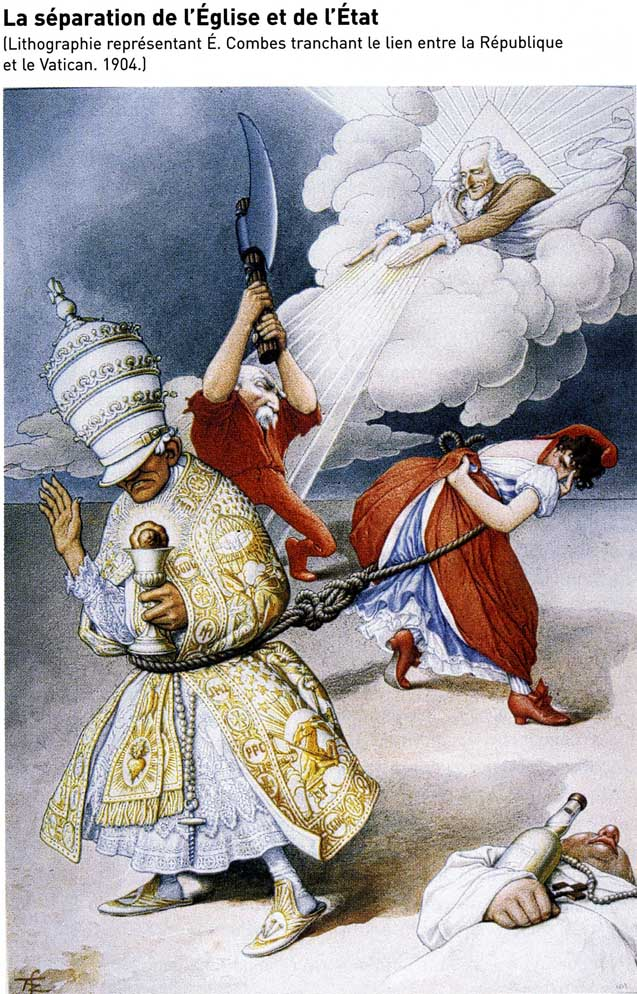 La séparation de l'Église et de l'État
(Lithographie représentant É. Combes tranchant le lien entre la République
et le Vatican. 1904.)
PPC